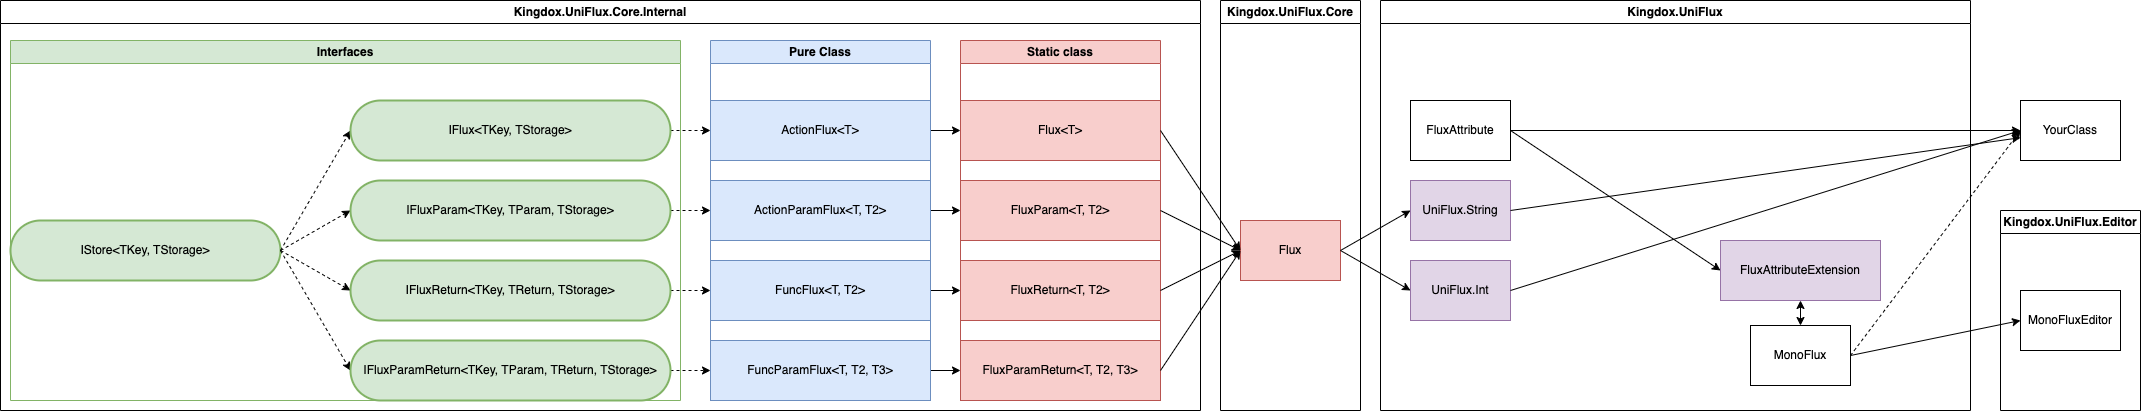 Kingdox.UniFlux.Core.Internal
Kingdox.UniFlux.Core
Kingdox.UniFlux
Interfaces
Pure Class
Static class
IFlux<TKey, TStorage>
ActionFlux<T>
Flux<T>
FluxAttribute
YourClass
IFluxParam<TKey, TParam, TStorage>
ActionParamFlux<T, T2>
FluxParam<T, T2>
UniFlux.String
Kingdox.UniFlux.Editor
IStore<TKey, TStorage>
Flux
FluxAttributeExtension
IFluxReturn<TKey, TReturn, TStorage>
FuncFlux<T, T2>
FluxReturn<T, T2>
UniFlux.Int
MonoFluxEditor
MonoFlux
IFluxParamReturn<TKey, TParam, TReturn, TStorage>
FuncParamFlux<T, T2, T3>
FluxParamReturn<T, T2, T3>